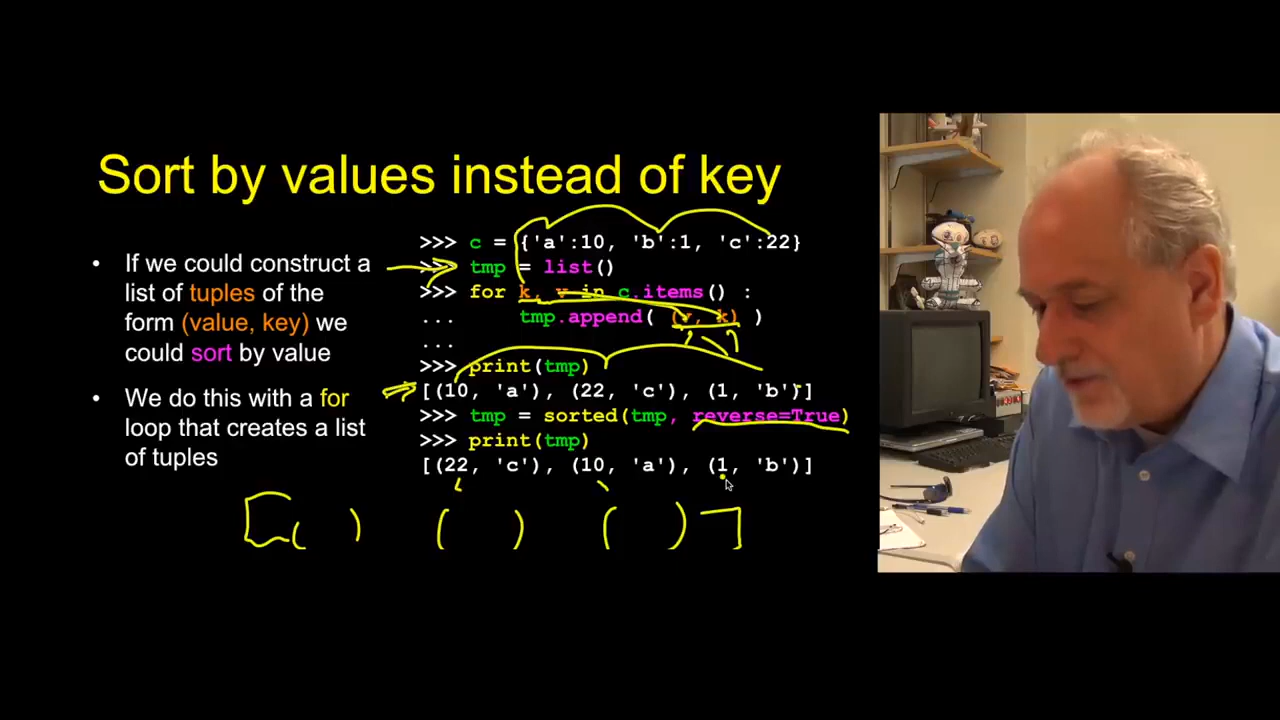 Sort by values instead of key
• If we could construct a
list of tuples of the
form (value, key) we
could sort by value
• We do this with a for
loop that creates a list
of tuples
>>> c = {'a':10, 'b':1, 'c':22}
>>> tmp = list()
>>> for k, v in c.items() :
... tmp.append( (v, k) )
...
>>> print(tmp)
[(10, 'a'), (22, 'c'), (1, 'b')]
>>> tmp = sorted(tmp, reverse=True)
>>> print(tmp)
[(22, 'c'), (10, 'a'), (1, 'b')]
[( ) ( ) ( )]